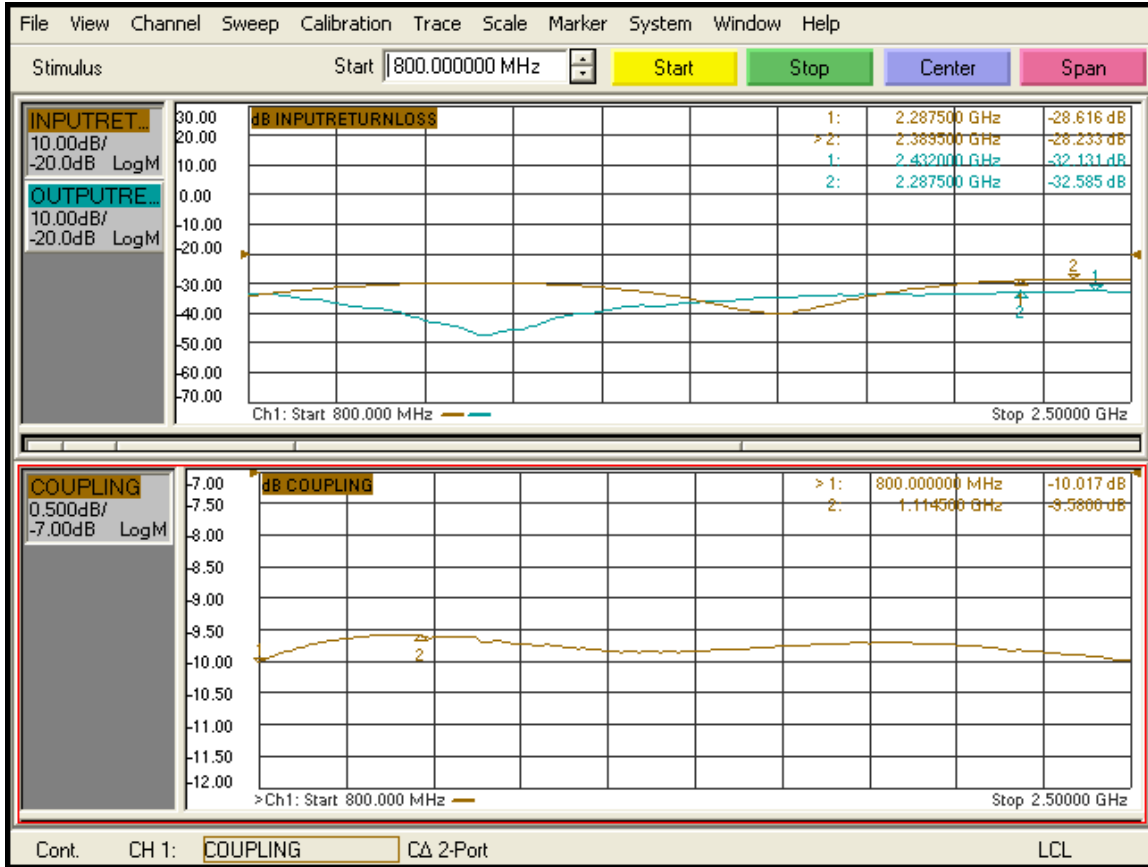 File View Channel Sweep Calibration Trace Scale Marker System Window Help
Stimulus Start 800.000000 MHz Start Stop Center Span
INPUTRET...
10.00dB/
-20.0dB LogM
OUTPUTRE...
10.00dB/
-20.0dB LogM
30.00
20.00
10.00
0.00
-10.00
-20.00
-30.00
-40.00
-50.00
-60.00
-70.00
dB INPUTRETURNLOSS
1: 2.287500 GHz -28.616 dB
> 2: 2.389500 GHz -28.233 dB
1: 2.432000 GHz -32.131 dB
2: 2.287500 GHz -32.585 dB
2
1
1
2
Ch1: Start 800.000 MHz Stop 2.50000 GHz
COUPLING
0.500dB/
-7.00dB LogM
-7.00
-7.50
-8.00
-8.50
-9.00
-9.50
-10.00
-10.50
-11.00
-11.50
-12.00
dB COUPLING
> 1: 800.000000 MHz -10.017 dB
2: 1.114500 GHz -9.5800 dB
2
>Ch1: Start 800.000 MHz Stop 2.50000 GHz
Cont. CH 1: COUPLING CΔ 2-Port LCL